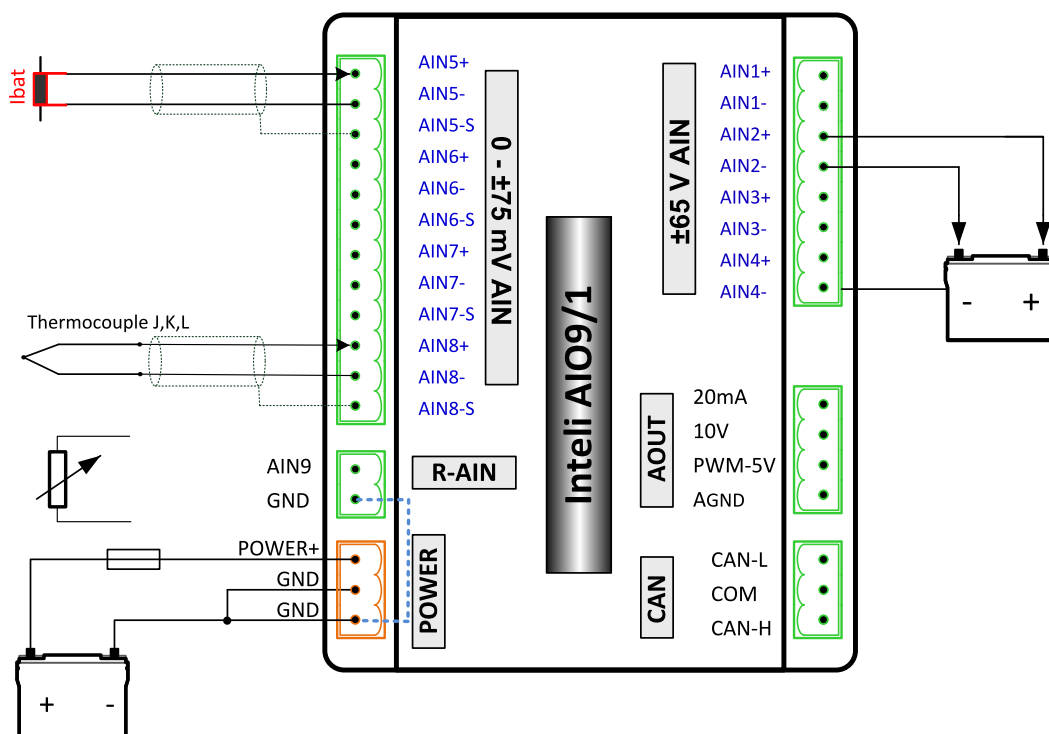 Ibat
AIN5+
AIN5-
AIN5-S
AIN6+
AIN6-
AIN6-S
AIN7+
AIN7-
AIN7-S
AIN8+
AIN8-
AIN8-S
0 - ±75 mV AIN
Thermocouple J,K,L
AIN9
GND
R-AIN
POWER+
GND
GND
POWER
+ -
Inteli AIO9/1
±65 V AIN
AIN1+
AIN1-
AIN2+
AIN2-
AIN3+
AIN3-
AIN4+
AIN4-
- +
AOUT
20mA
10V
PWM-5V
AGND
CAN
CAN-L
COM
CAN-H